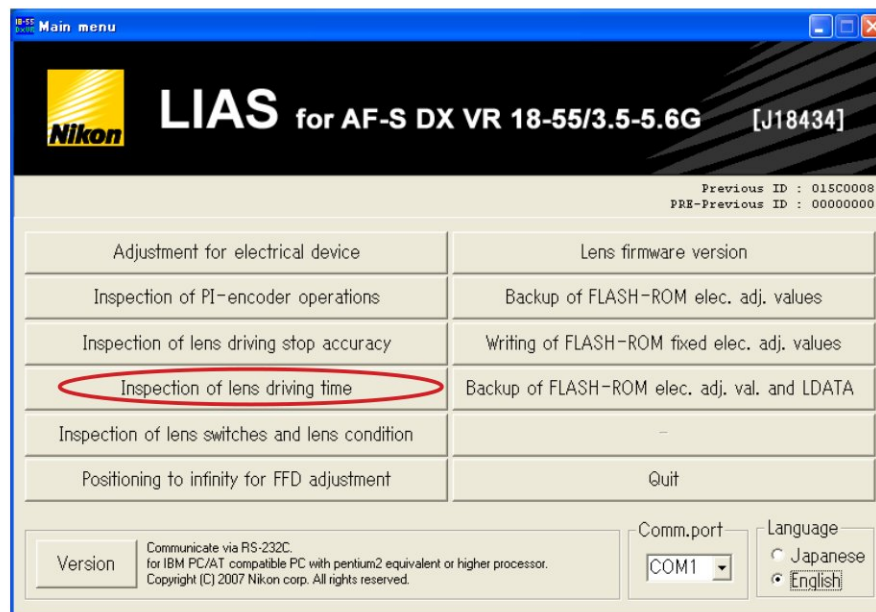 Main menu
Nikon
LIAS for AF-S DX VR 18-55/3.5-5.6G [J18434]
Previous ID : 015C0008
PRE-Previous ID : 00000000
Adjustment for electrical device
Lens firmware version
Inspection of PI-encoder operations
Backup of FLASH-ROM elec. adj. values
Inspection of lens driving stop accuracy
Writing of FLASH-ROM fixed elec. adj. values
Inspection of lens driving time
Backup of FLASH-ROM elec. adj. val. and LDATA
Inspection of lens switches and lens condition
-
Positioning to infinity for FFD adjustment
Quit
Version
Communicate via RS-232C.
for IBM PC/AT compatible PC with pentium2 equivalent or higher processor.
Copyright (C) 2007 Nikon corp. All rights reserved.
Comm.port
COM1
Language
Japanese
English